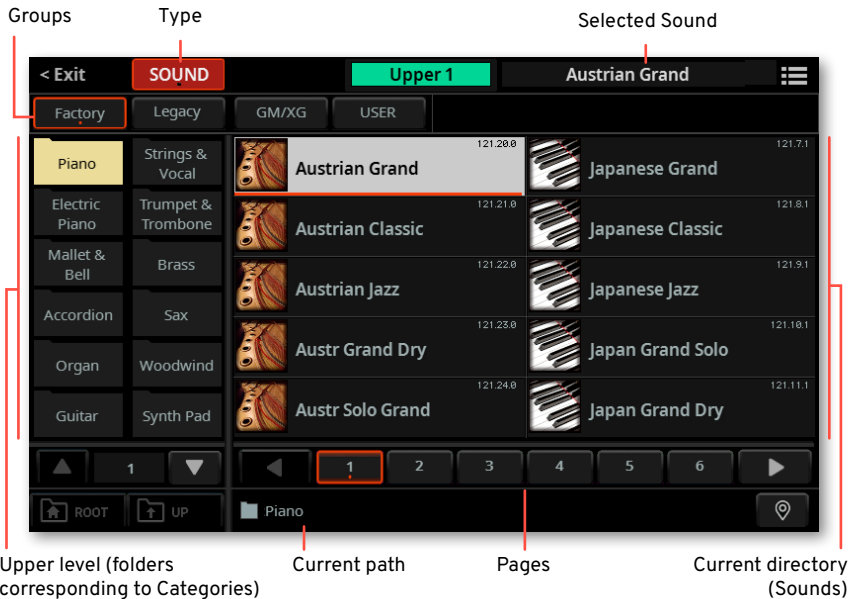 Groups
Type
Selected Sound
< Exit
SOUND
Upper 1
Austrian Grand
Factory
Legacy
GM/XG
USER
Piano
Strings &
Vocal
Electric
Piano
Trumpet &
Trombone
Mallet &
Bell
Brass
Accordion
Sax
Organ
Woodwind
Guitar
Synth Pad
121.20.0
Austrian Grand
121.7.1
Japanese Grand
121.21.0
Austrian Classic
121.8.1
Japanese Classic
121.22.0
Austrian Jazz
121.9.1
Japanese Jazz
121.23.0
Austr Grand Dry
121.10.1
Japan Grand Solo
121.24.0
Austr Solo Grand
121.11.1
Japan Grand Dry
1
1
2
3
4
5
6
ROOT
UP
Piano
Upper level (folders
corresponding to Categories)
Current path
Pages
Current directory
(Sounds)